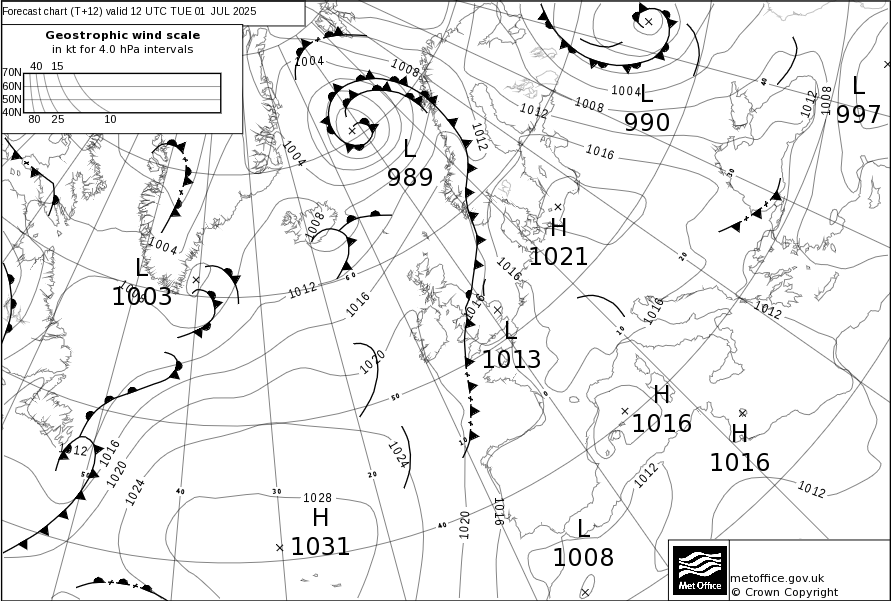 Forecast chart (T+12) valid 12 UTC TUE 01 JUL 2025
Geostrophic wind scale
in kt for 4.0 hPa intervals
40 15
70N
60N
50N
40N
80 25 10
1004
1008
1012
1004
1008
1012
1008
L
990
L
997
1016
1012
1004
L
989
1008
H
1021
1004
L
1003
1012
1016
1016
1016
1016
1012
L
1013
1020
L
1016
H
1016
1012
1016
1020
1024
1024
1012
1012
1028
H
1031
1020
1016
L
1008
60
50
50
40
30
20
10
0
10
20
30
40
40
Met Office
metoffice.gov.uk
© Crown Copyright